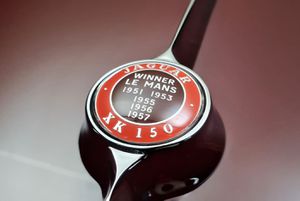 JAGUAR
WINNER
LE MANS
1951 1953
1955
1956
1957
XK 150